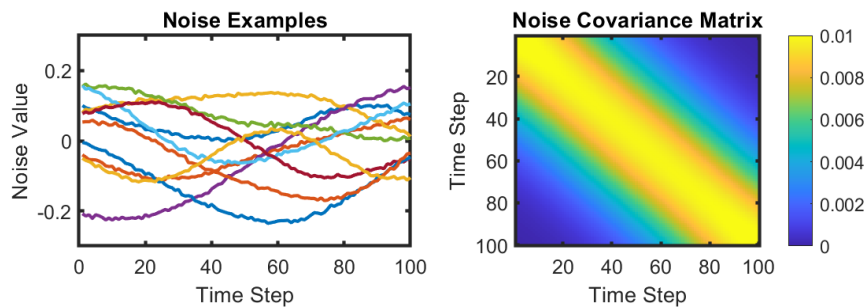 Noise Examples
Noise Value
0.2
0
-0.2
0 20 40 60 80 100
Time Step
Noise Covariance Matrix
Time Step
20
40
60
80
100
20 40 60 80 100
Time Step
0.01
0.008
0.006
0.004
0.002
0